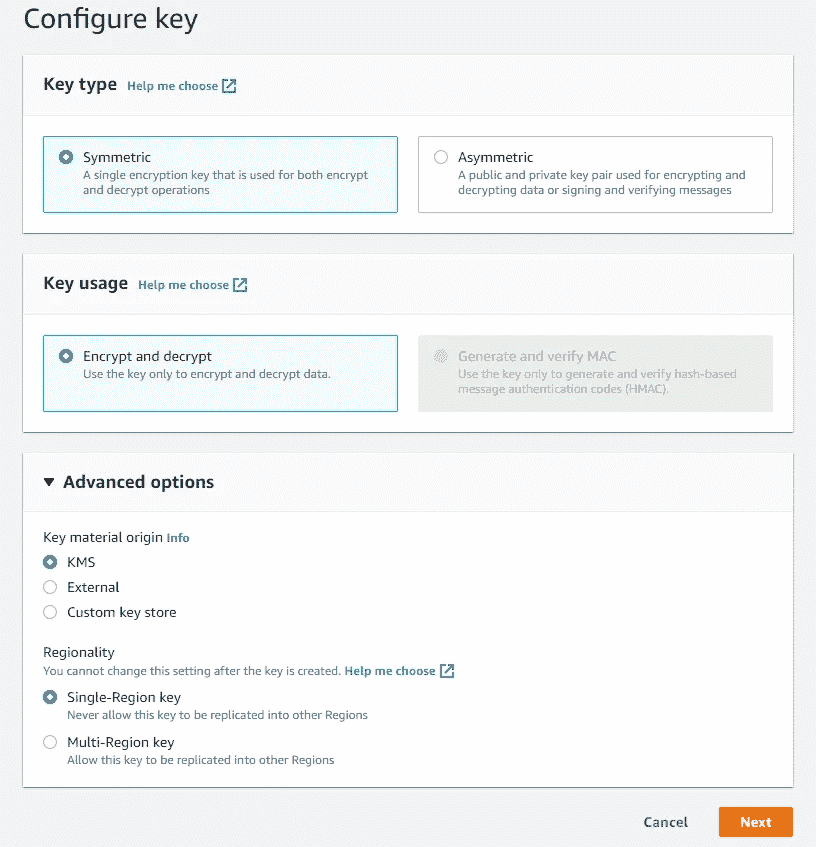 Configure key
Key type Help me choose
Symmetric
A single encryption key that is used for both encrypt
and decrypt operations
Asymmetric
A public and private key pair used for encrypting and
decrypting data or signing and verifying messages
Key usage Help me choose
Encrypt and decrypt
Use the key only to encrypt and decrypt data.
Generate and verify MAC
Use the key only to generate and verify hash-based
message authentication codes (HMAC).
Advanced options
Key material origin Info
KMS
External
Custom key store
Regionality
You cannot change this setting after the key is created. Help me choose
Single-Region key
Never allow this key to be replicated into other Regions
Multi-Region key
Allow this key to be replicated into other Regions
Cancel Next